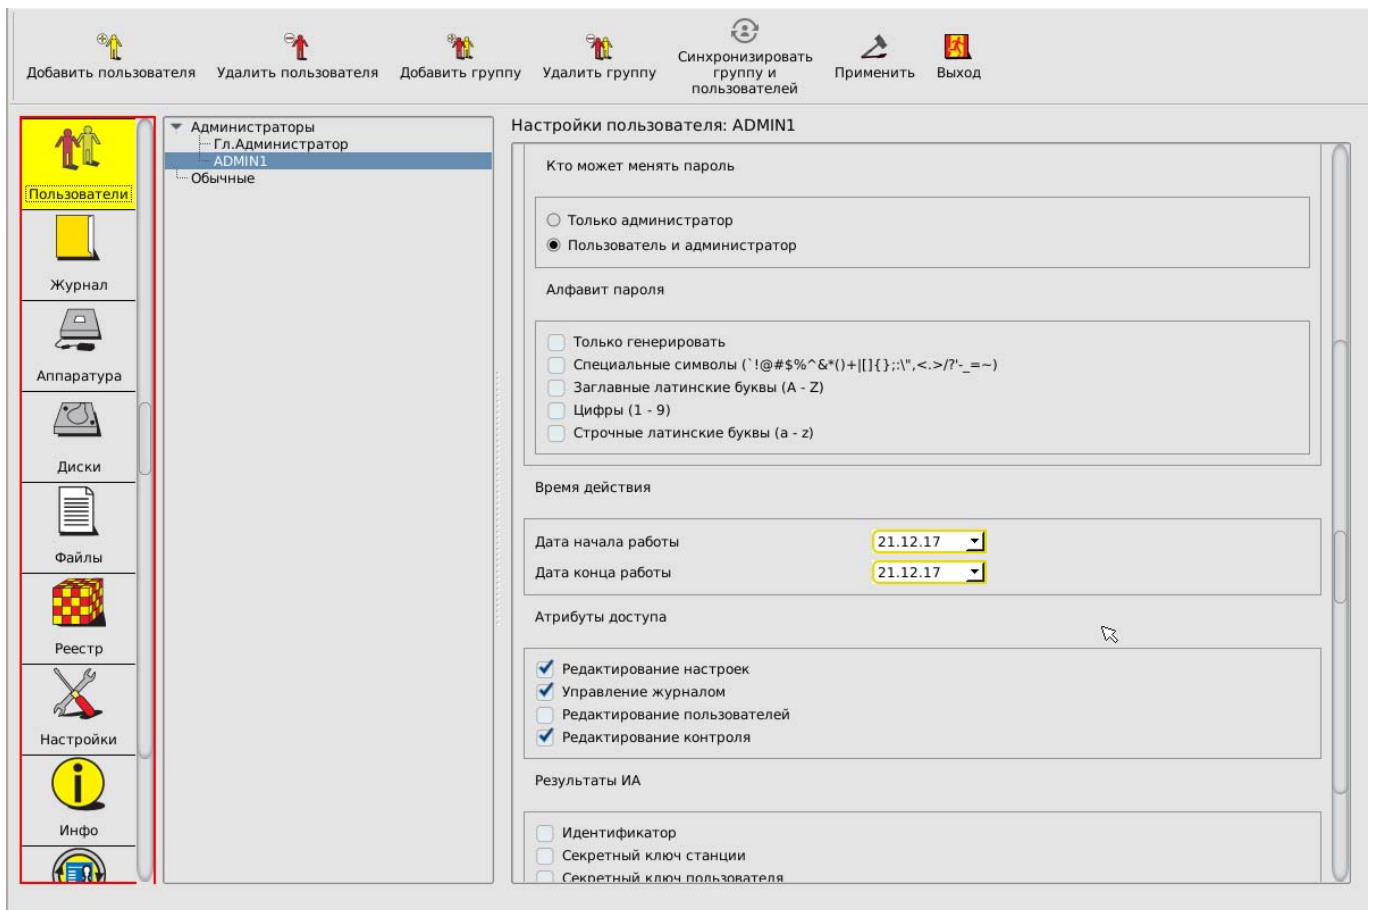 Добавить пользователя
Удалить пользователя
Добавить группу
Удалить группу
Синхронизировать
группу и
пользователей
Применить
Выход
Пользователи
Журнал
Аппаратура
Диски
Файлы
Реестр
Настройки
Инфо
Администраторы
Гл.Администратор
ADMIN1
Обычные
Настройки пользователя: ADMIN1
Кто может менять пароль
Только администратор
Пользователь и администратор
Алфавит пароля
Только генерировать
Специальные символы (`!@#$%^&*()+|[]{};:\",<.>/?'-_=~)
Заглавные латинские буквы (A - Z)
Цифры (1 - 9)
Строчные латинские буквы (a - z)
Время действия
Дата начала работы 21.12.17
Дата конца работы 21.12.17
Атрибуты доступа
Редактирование настроек
Управление журналом
Редактирование пользователей
Редактирование контроля
Результаты ИА
Идентификатор
Секретный ключ станции
Секретный ключ пользователя